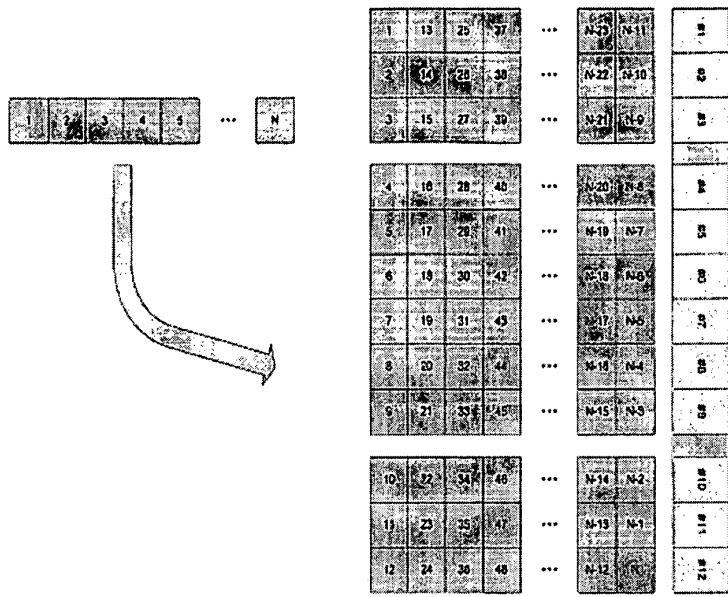 1 13 25 37 ... N-23 N-11 #1
2 14 26 38 ... N-22 N-10 #2
1 2 3 4 5 ... N
3 15 27 39 ... N-21 N-9 #3
4 16 28 40 ... N-20 N-8 #4
5 17 29 41 ... N-19 N-7 #5
6 18 30 42 ... N-18 N-6 #6
7 19 31 43 ... N-17 N-5 #7
8 20 32 44 ... N-16 N-4 #8
9 21 33 45 ... N-15 N-3 #9
10 22 34 46 ... N-14 N-2 #10
11 23 35 47 ... N-13 N-1 #11
12 24 36 48 ... N-12 N #12